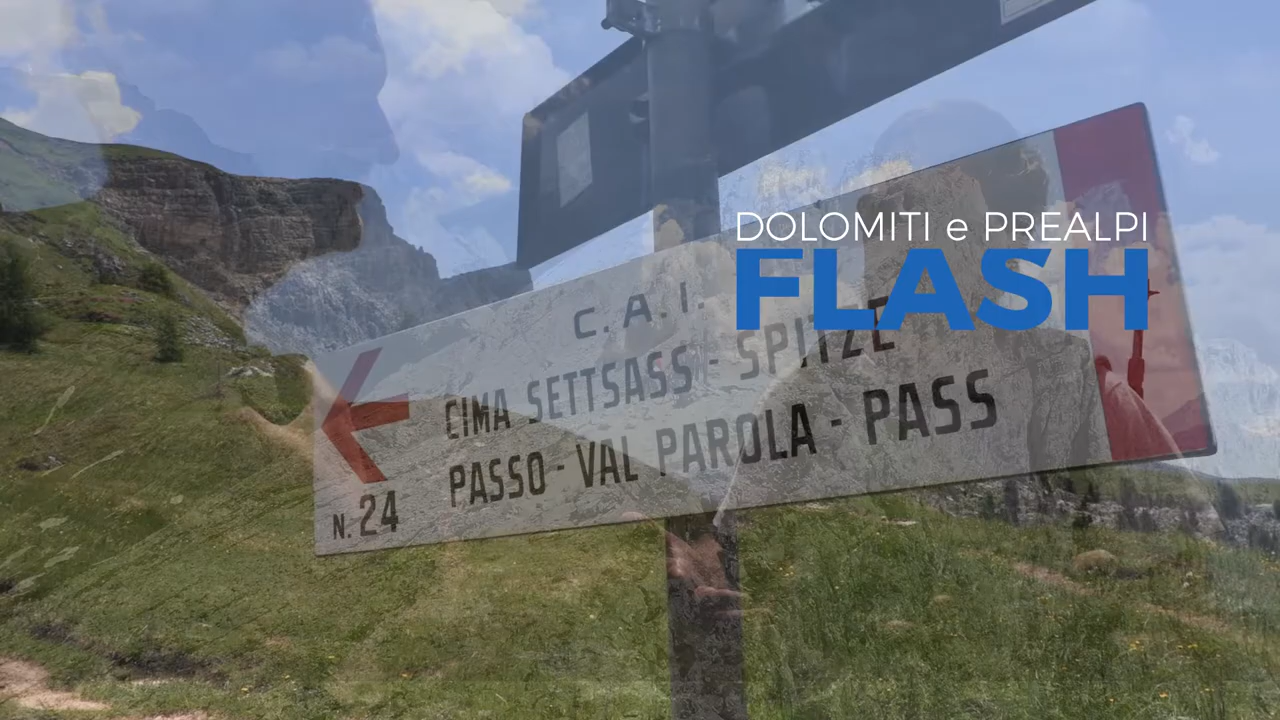 DOLOMITI e PREALPI
FLASH
C.A.I.
CIMA SETTSASS - SPITZE
PASSO - VAL PAROLA - PASS
N. 24